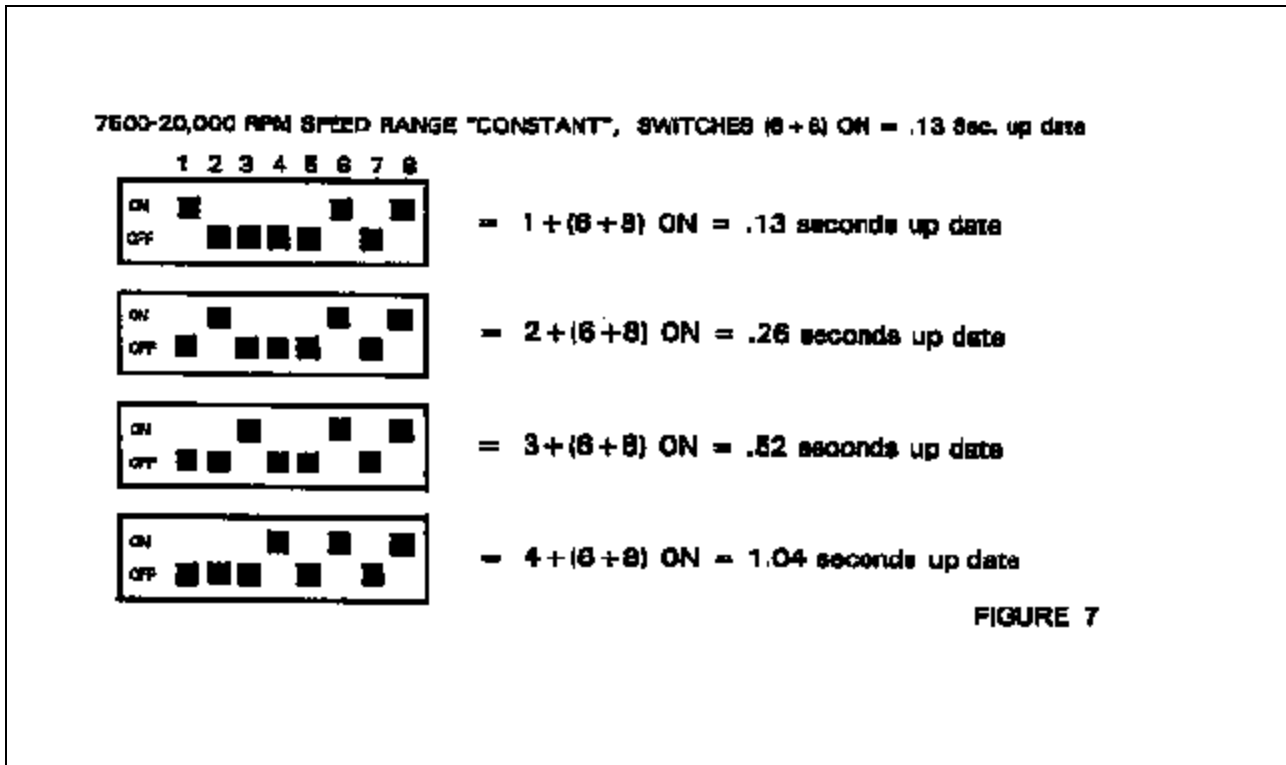 7500-20,000 RPM SPEED RANGE "CONSTANT", SWITCHES (6+8) ON = .13 Sec. up date
1 2 3 4 5 6 7 8
ON
OFF
= 1+(6+8) ON = .13 seconds up date
ON
OFF
= 2+(6+8) ON = .26 seconds up date
ON
OFF
= 3+(6+8) ON = .52 seconds up date
ON
OFF
= 4+(6+8) ON = 1.04 seconds up date
FIGURE 7